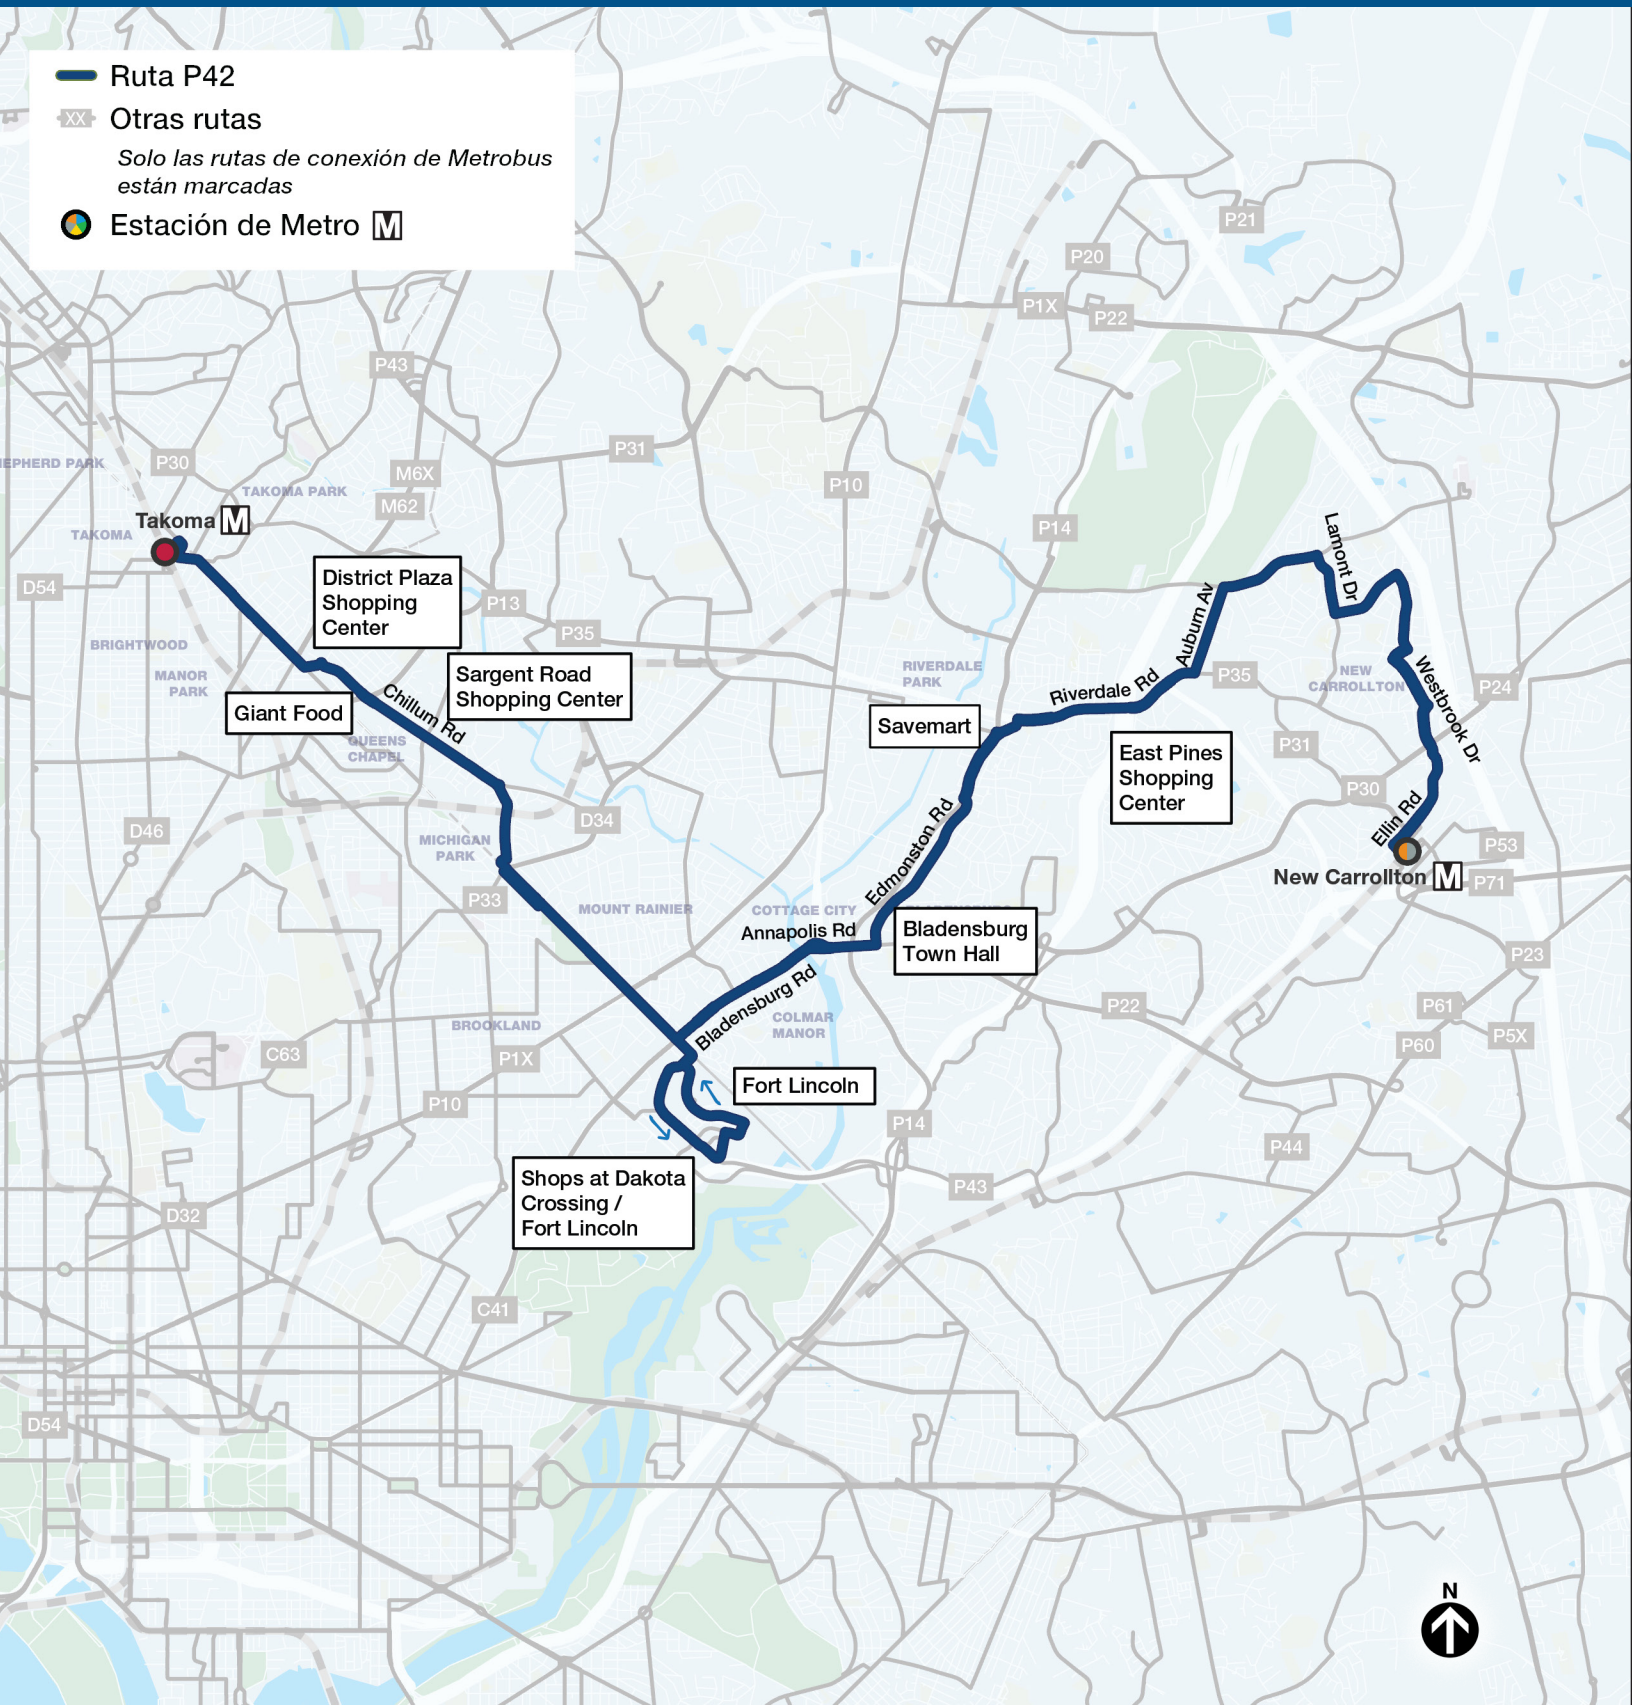 Ruta P42
XX Otras rutas
Solo las rutas de conexión de Metrobus
están marcadas
Estación de Metro M
P21
P20
P1X
P22
P43
P31
P30
M6X
M62
P10
P14
EPHERD PARK
TAKOMA PARK
Takoma M
TAKOMA
D54
District Plaza
Shopping
Center
P13
P35
BRIGHTWOOD
MANOR
PARK
Sargent Road
Shopping Center
Giant Food
Chillum Rd
QUEENS
CHAPEL
RIVERDALE
PARK
Savemart
Riverdale Rd
Auburn Av
Lamont Dr
P35
NEW
CARROLLTON
P24
Westbrook Dr
P31
East Pines
Shopping
Center
P30
Ellin Rd
New Carrollton M
P53
P71
D46
D34
MICHIGAN
PARK
P33
MOUNT RAINIER
COTTAGE CITY
Edmonston Rd
Annapolis Rd
Bladensburg
Town Hall
Bladensburg Rd
COLMAR
MANOR
P23
P22
P61
P60
P5X
BROOKLAND
C63
P1X
P10
Fort Lincoln
P14
P44
P43
Shops at Dakota
Crossing /
Fort Lincoln
D32
C41
D54
N